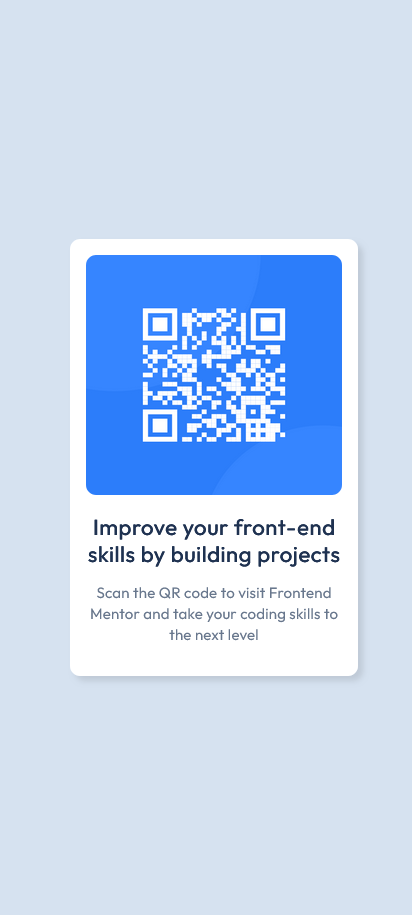 Improve your front-end
skills by building projects
Scan the QR code to visit Frontend
Mentor and take your coding skills to
the next level